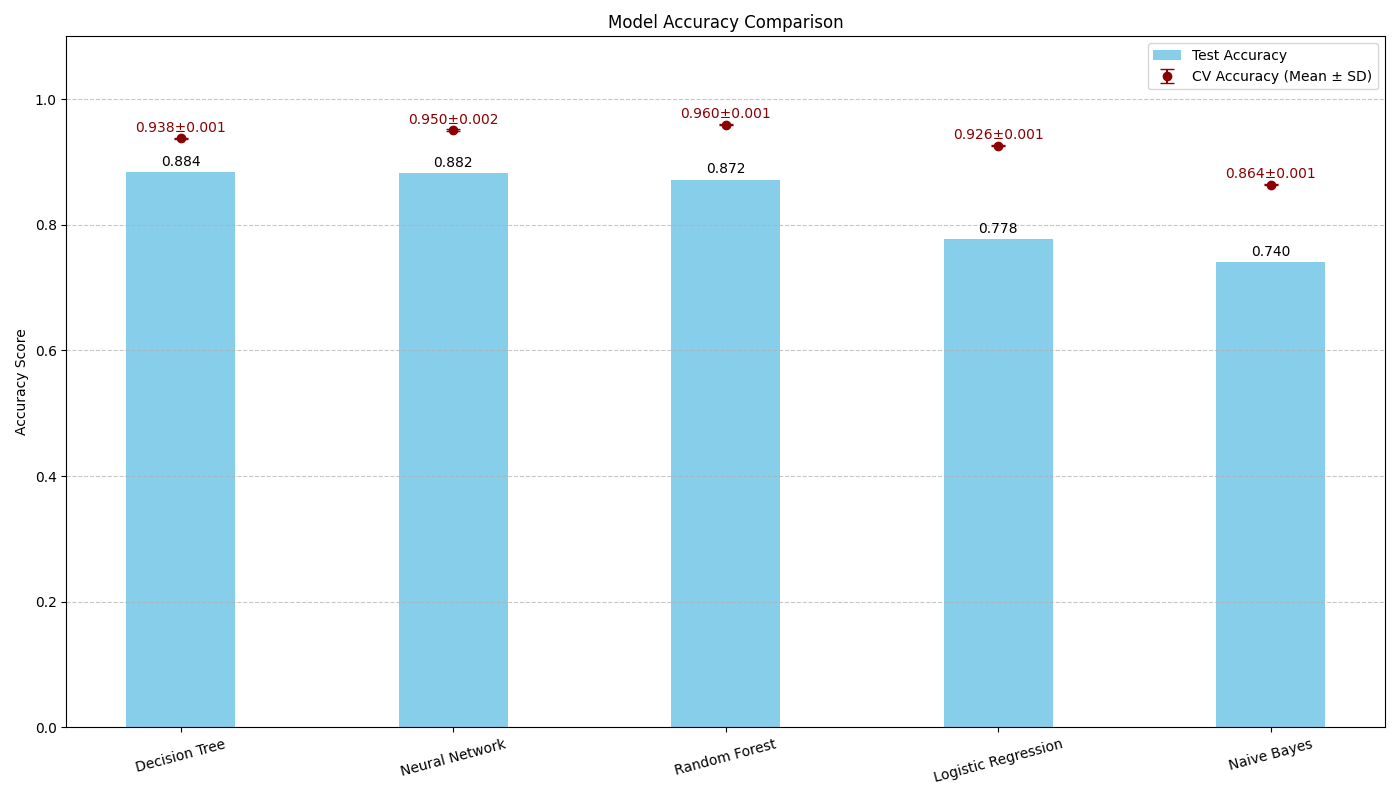 Model Accuracy Comparison
Test Accuracy
CV Accuracy (Mean ± SD)
Accuracy Score
1.0
0.8
0.6
0.4
0.2
0.0
0.938±0.001
0.884
0.950±0.002
0.882
0.960±0.001
0.872
0.926±0.001
0.778
0.864±0.001
0.740
Decision Tree
Neural Network
Random Forest
Logistic Regression
Naive Bayes